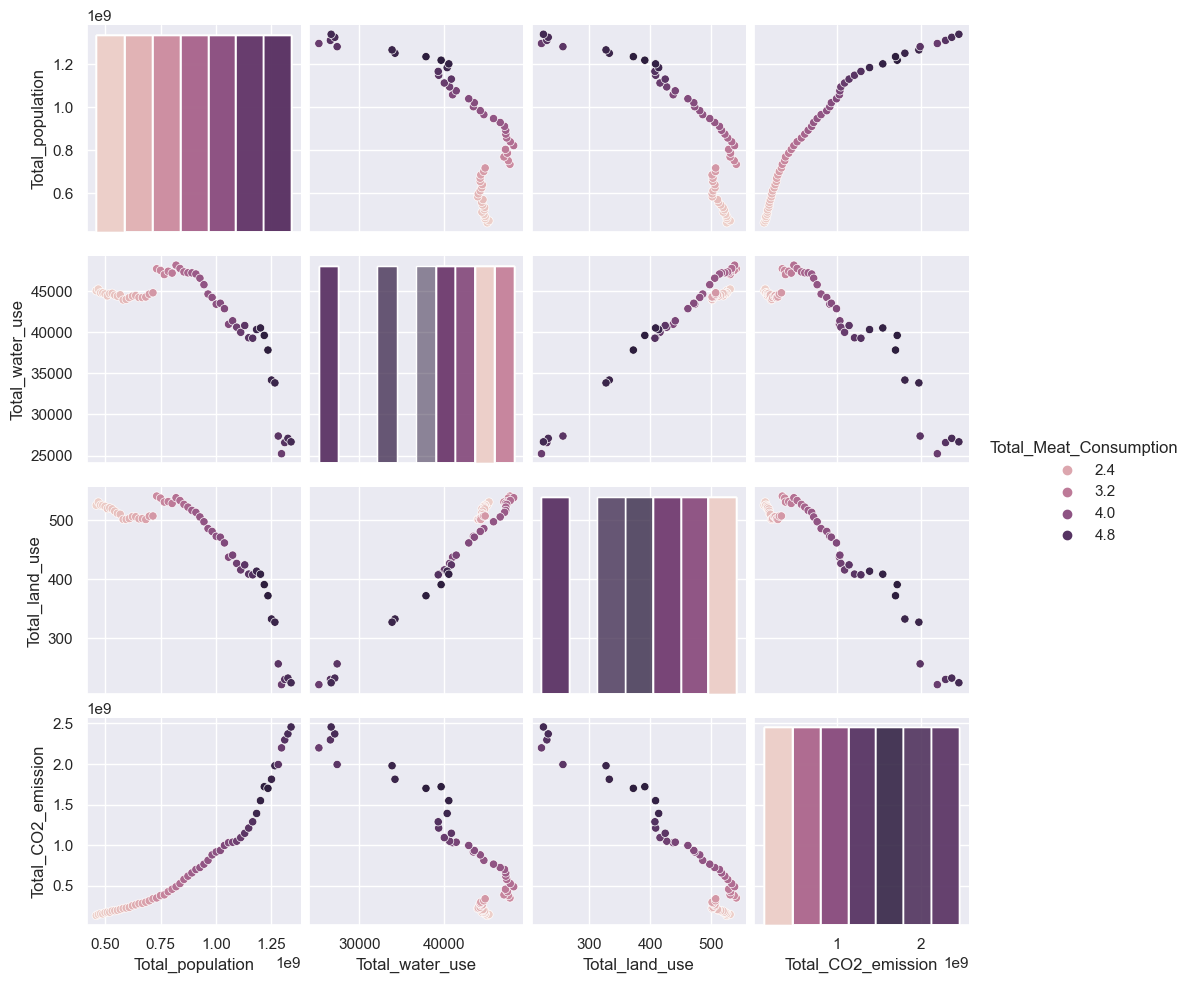 1e9
1.2
1.0
0.8
0.6
Total_population
45000
40000
35000
30000
25000
Total_water_use
Total_Meat_Consumption
2.4
3.2
4.0
4.8
500
400
300
Total_land_use
1e9
2.5
2.0
1.5
1.0
0.5
Total_CO2_emission
0.50 0.75 1.00 1.25 30000 40000 300 400 500 1 2
Total_population 1e9 Total_water_use Total_land_use Total_CO2_emission 1e9